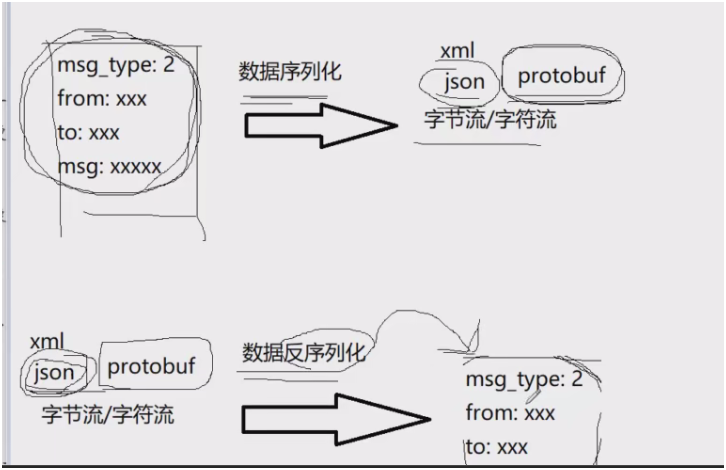 msg_type: 2
from: xxx
to: xxx
msg: xxxxx
数据序列化
xml
json
protobuf
字节流/字符流
xml
json
protobuf
字节流/字符流
数据反序列化
msg_type: 2
from: xxx
to: xxx